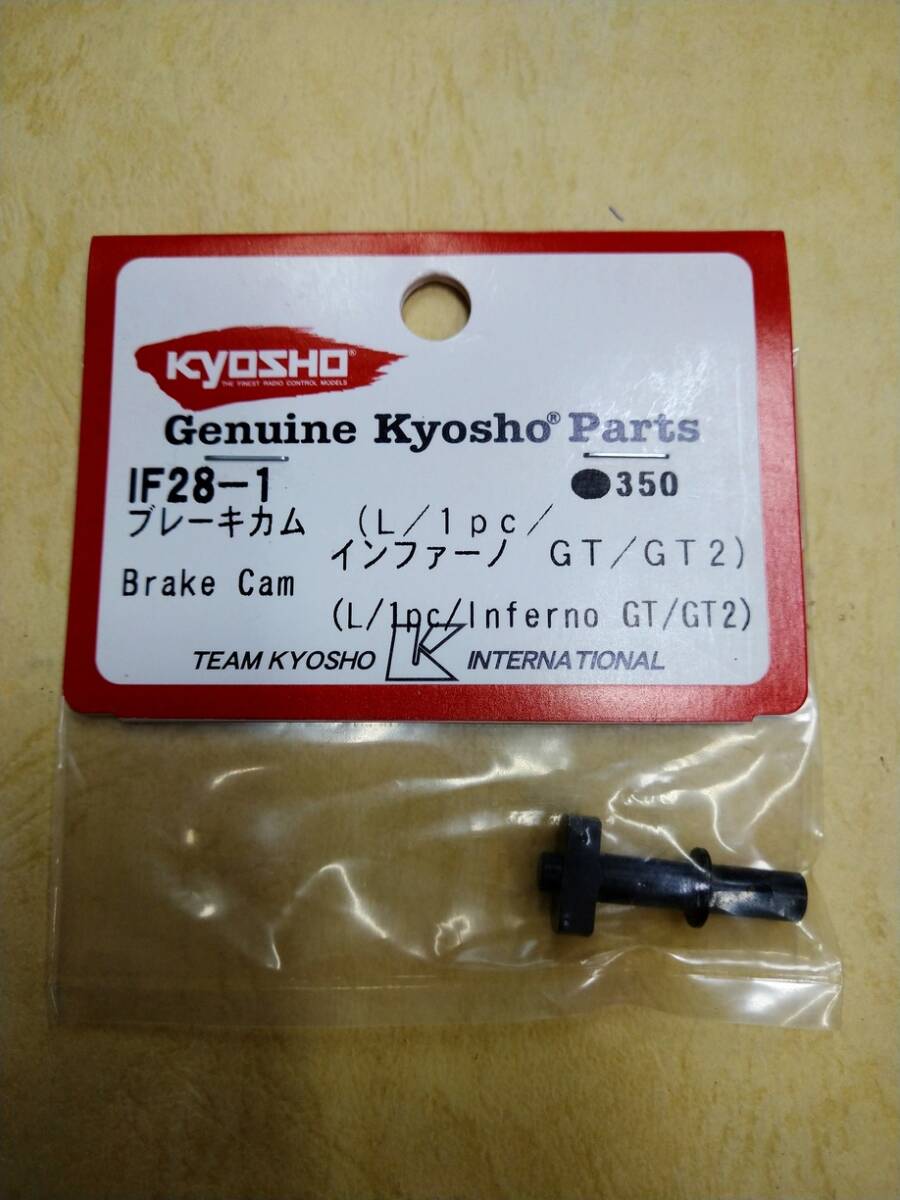 KYOSHO®
THE FINEST RADIO CONTROL MODELS
Genuine Kyosho® Parts
IF28-1 ●350
ブレーキカム (L/1pc/
インファーノ GT/GT2)
Brake Cam
(L/1pc/Inferno GT/GT2)
TEAM KYOSHO K INTERNATIONAL